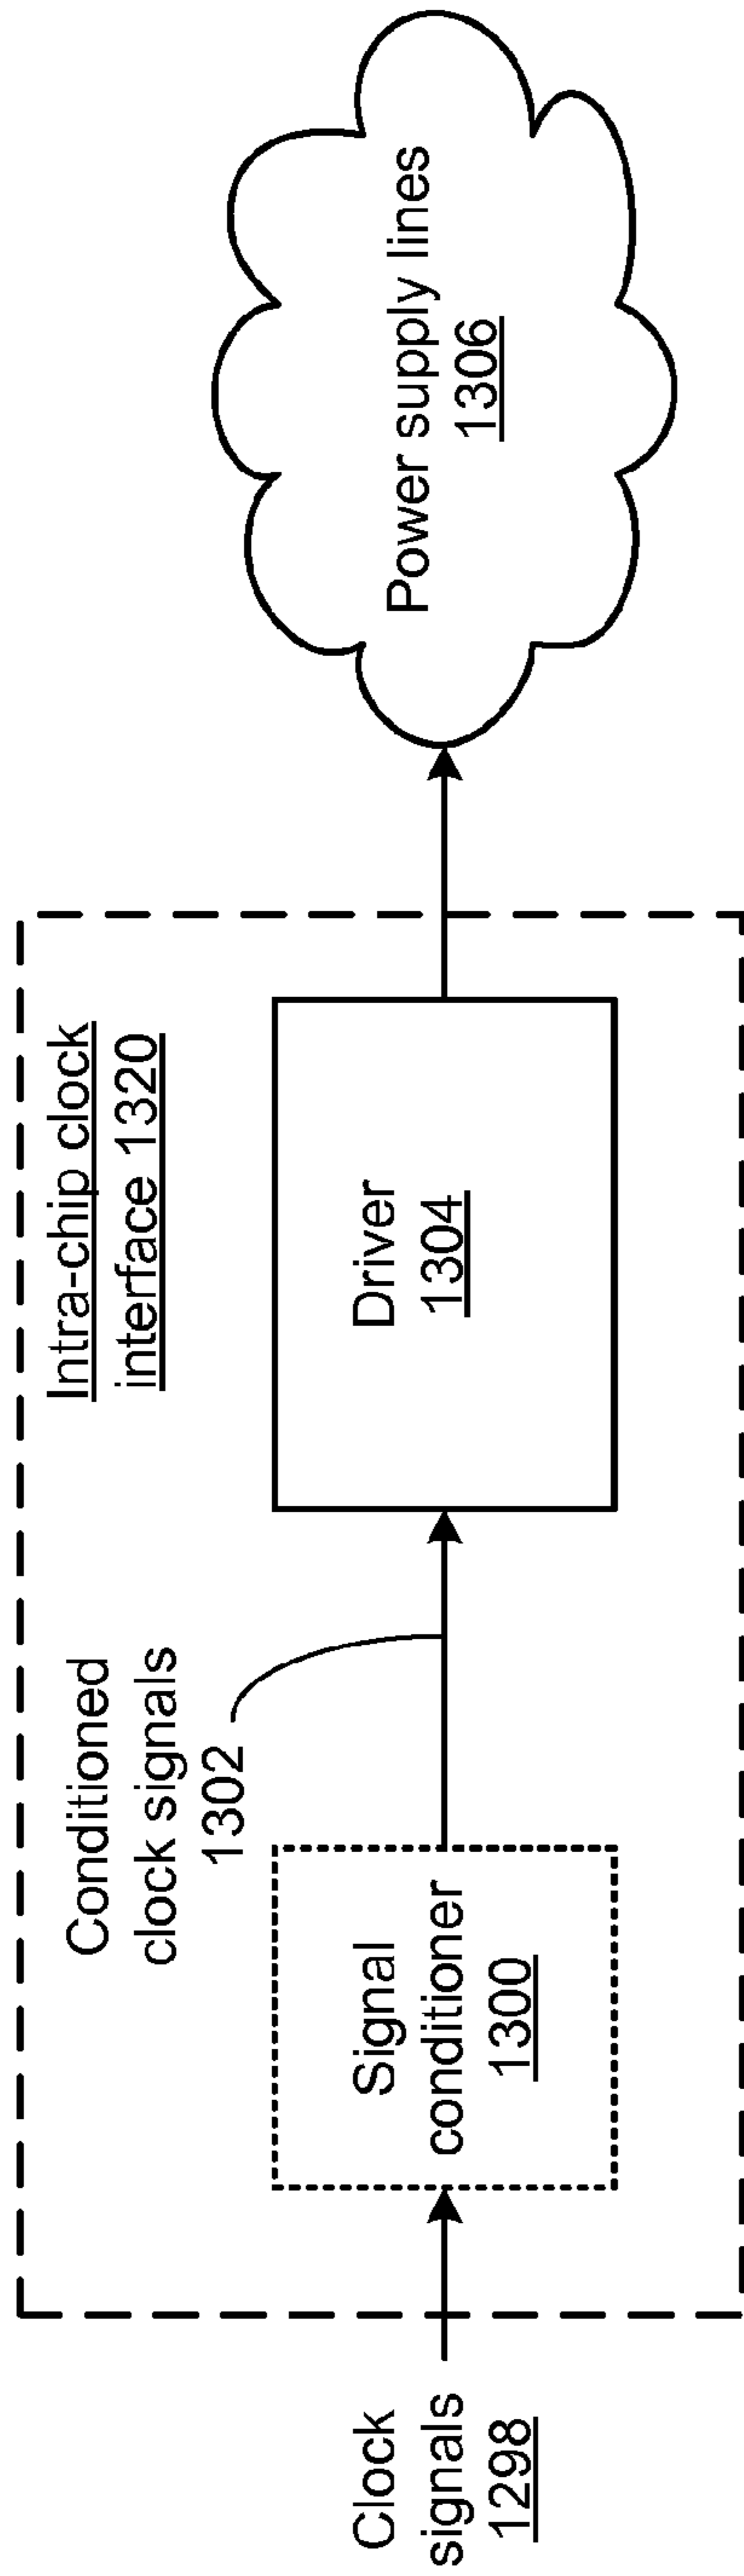 Clock
signals
1298
Signal
conditioner
1300
Conditioned
clock signals
1302
Intra-chip clock
interface 1320
Driver
1304
Power supply lines
1306